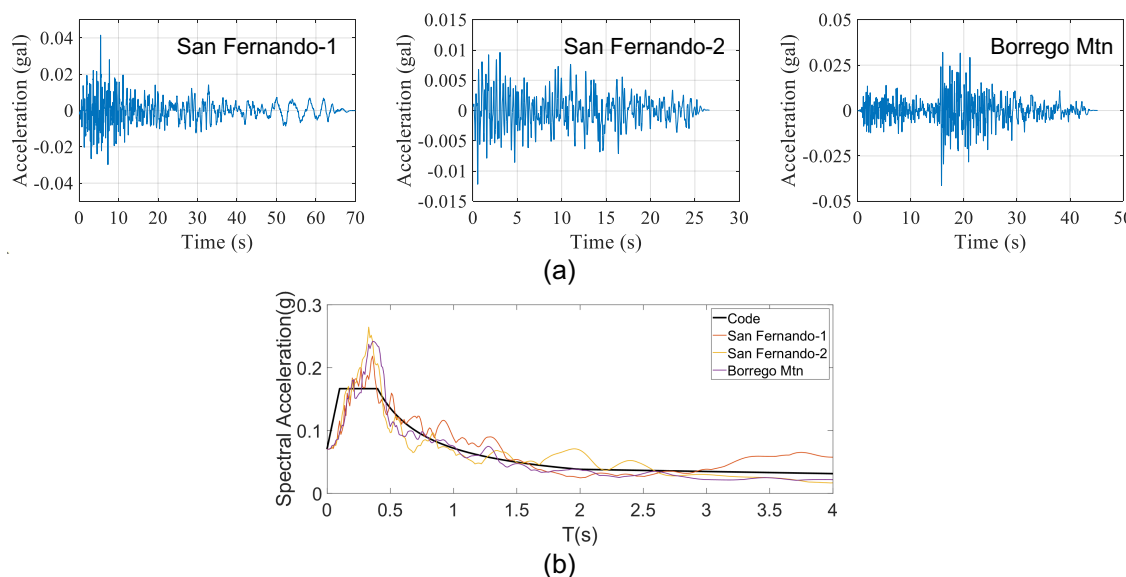 San Fernando-1
Acceleration (gal)
0.04
0.02
0
-0.02
-0.04
0 10 20 30 40 50 60 70
Time (s)
San Fernando-2
Acceleration (gal)
0.015
0.01
0.005
0
-0.005
-0.01
-0.015
0 5 10 15 20 25 30
Time (s)
Borrego Mtn
Acceleration (gal)
0.05
0.025
0
-0.025
-0.05
0 10 20 30 40 50
Time (s)
(a)
Spectral Acceleration(g)
0.3
0.2
0.1
0
0 0.5 1 1.5 2 2.5 3 3.5 4
T(s)
Code
San Fernando-1
San Fernando-2
Borrego Mtn
(b)